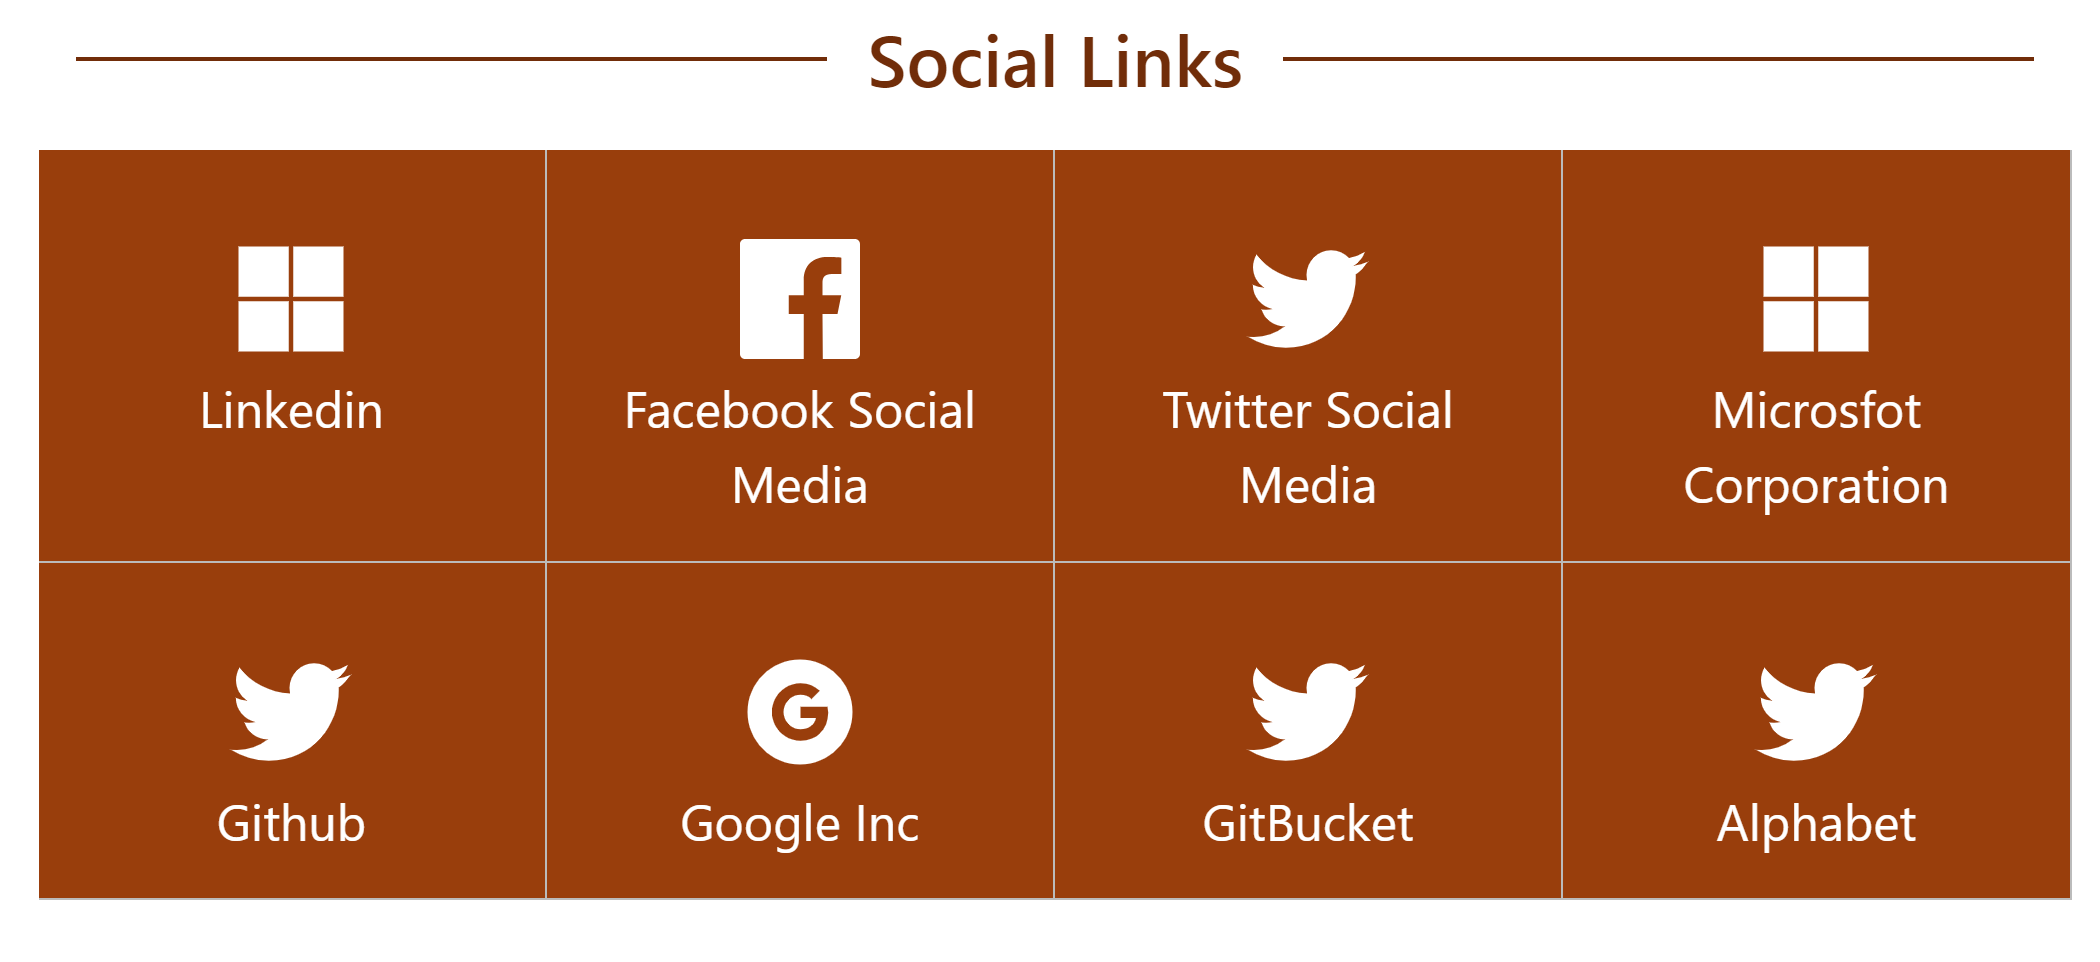 Social Links
Linkedin
Facebook Social
Media
Twitter Social
Media
Microsfot
Corporation
Github
Google Inc
GitBucket
Alphabet